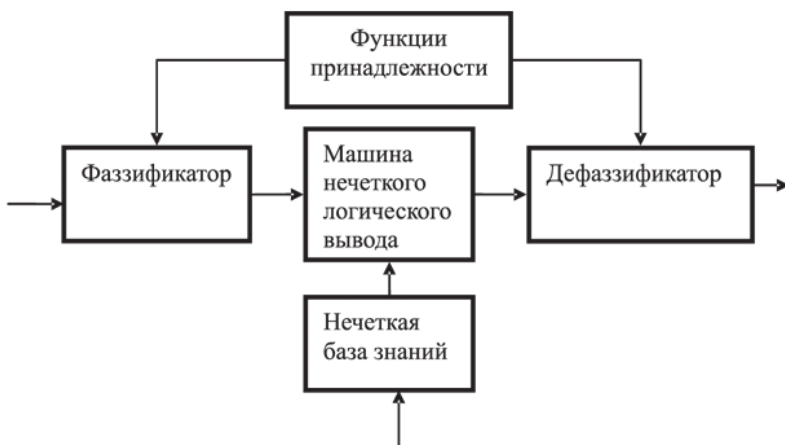 Функции
принадлежности
Фаззификатор
Машина
нечеткого
логического
вывода
Дефаззификатор
Нечеткая
база знаний